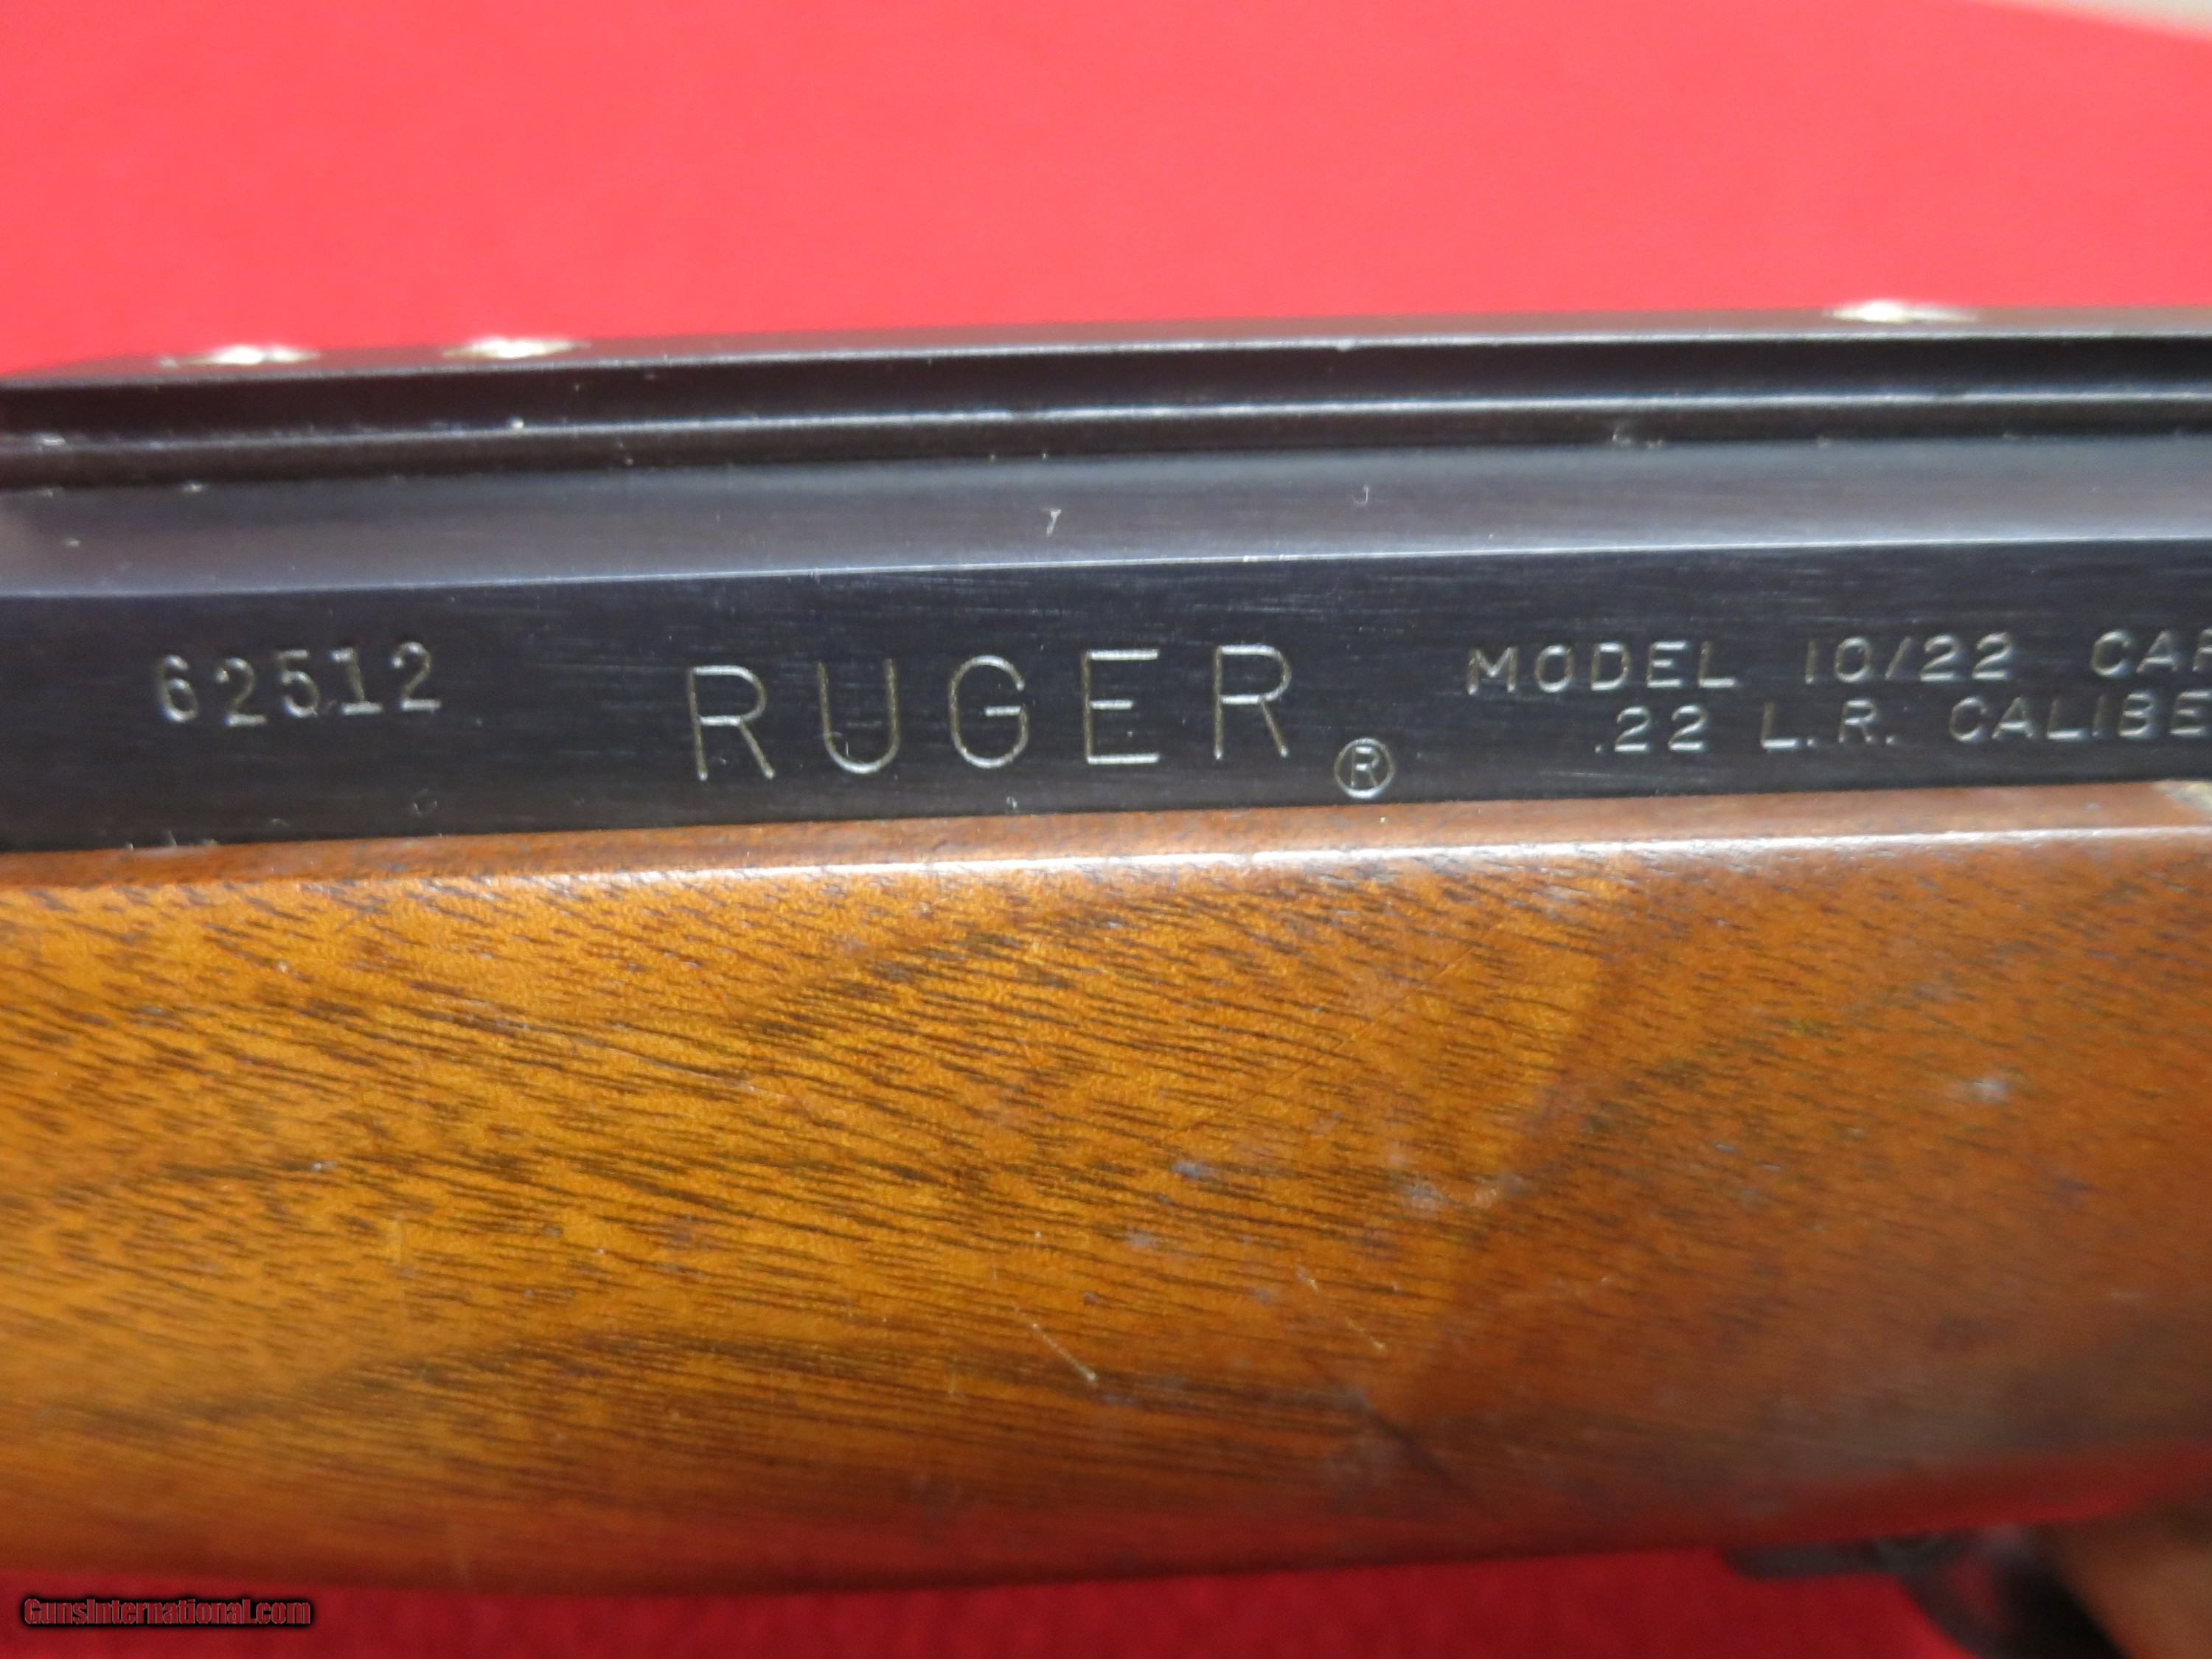 62512 RUGER ® MODEL 10/22 CAR
.22 L.R. CALIBE
GunsInternational.com